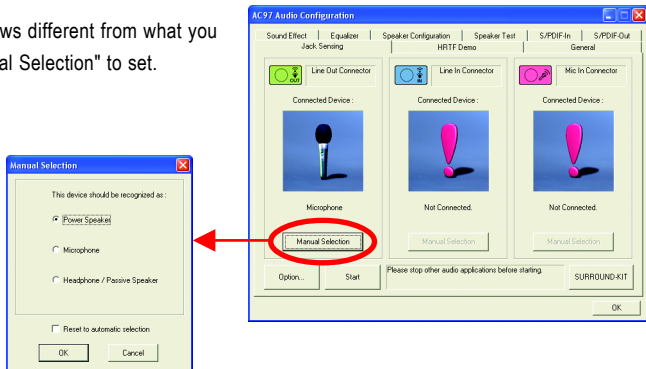 ws different from what you
al Selection" to set.
AC97 Audio Configuration
Sound Effect Equalizer Speaker Configuration Speaker Test S/PDIF-In S/PDIF-Out
Jack Sensing HRTF Demo General
OUT Line Out Connector IN Line In Connector Mic In Connector
Connected Device : Connected Device : Connected Device :
Microphone Not Connected. Not Connected.
Manual Selection Manual Selection Manual Selection
Option... Start Please stop other audio applications before starting. SURROUND-KIT
OK
Manual Selection
This device should be recognized as :
Power Speaker
Microphone
Headphone / Passive Speaker
Reset to automatic selection
OK Cancel